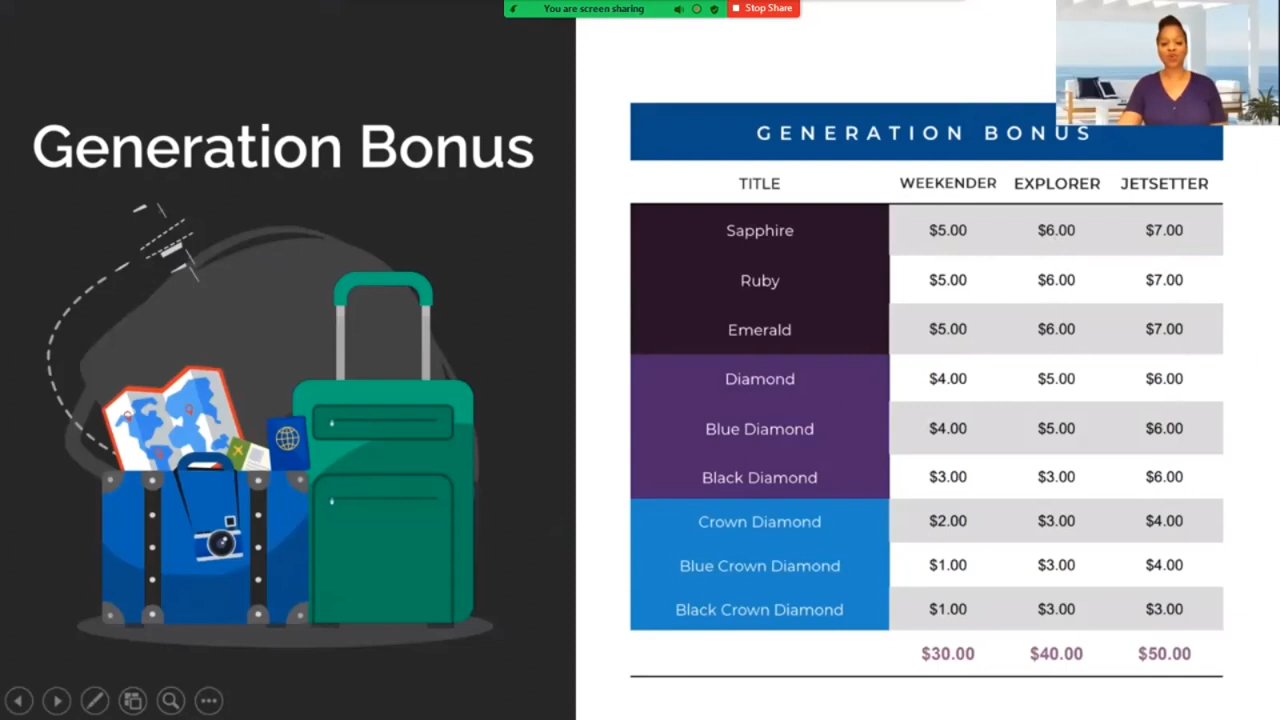 You are screen sharing Stop Share
Generation Bonus
GENERATION BONUS
TITLE WEEKENDER EXPLORER JETSETTER
Sapphire $5.00 $6.00 $7.00
Ruby $5.00 $6.00 $7.00
Emerald $5.00 $6.00 $7.00
Diamond $4.00 $5.00 $6.00
Blue Diamond $4.00 $5.00 $6.00
Black Diamond $3.00 $3.00 $6.00
Crown Diamond $2.00 $3.00 $4.00
Blue Crown Diamond $1.00 $3.00 $4.00
Black Crown Diamond $1.00 $3.00 $3.00
$30.00 $40.00 $50.00